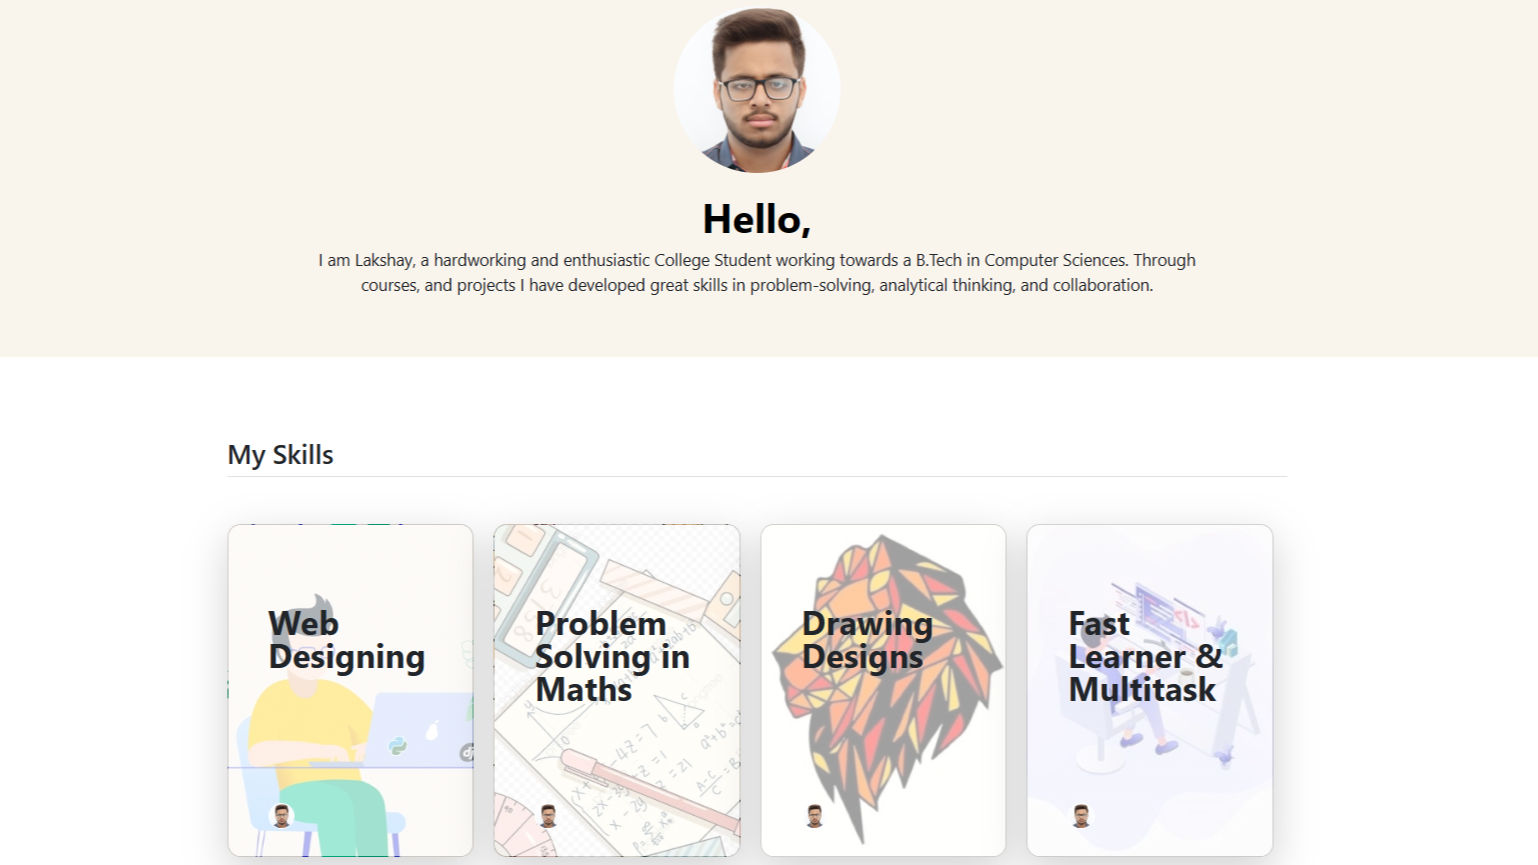 Hello,
I am Lakshay, a hardworking and enthusiastic College Student working towards a B.Tech in Computer Sciences. Through
courses, and projects I have developed great skills in problem-solving, analytical thinking, and collaboration.
My Skills
Web
Designing
Problem
Solving in
Maths
Drawing
Designs
Fast
Learner &
Multitask